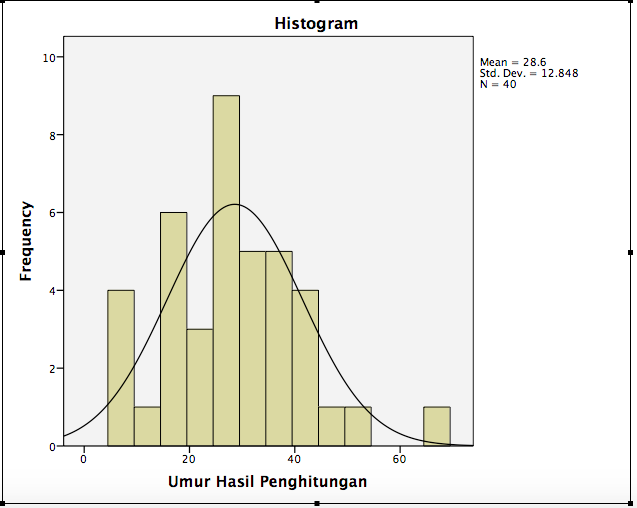 Histogram
Mean = 28.6
Std. Dev. = 12.848
N = 40
10
8
6
4
2
0
Frequency
0 20 40 60
Umur Hasil Penghitungan